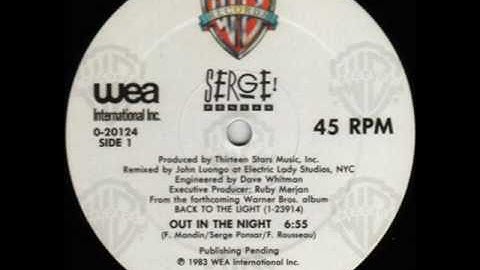 RECORDS
wea
International Inc.
0-20124
SIDE 1
SERGE!
PONSAR
45 RPM
Produced by Thirteen Stars Music, Inc.
Remixed by John Luongo at Electric Lady Studios, NYC
Engineered by Dave Whitman
Executive Producer: Ruby Merjan
From the forthcoming Warner Bros. album
BACK TO THE LIGHT (1-23914)
OUT IN THE NIGHT 6:55
(F. Mandin/Serge Ponsar/F. Rousseau)
Publishing Pending
℗ 1983 WEA International Inc.